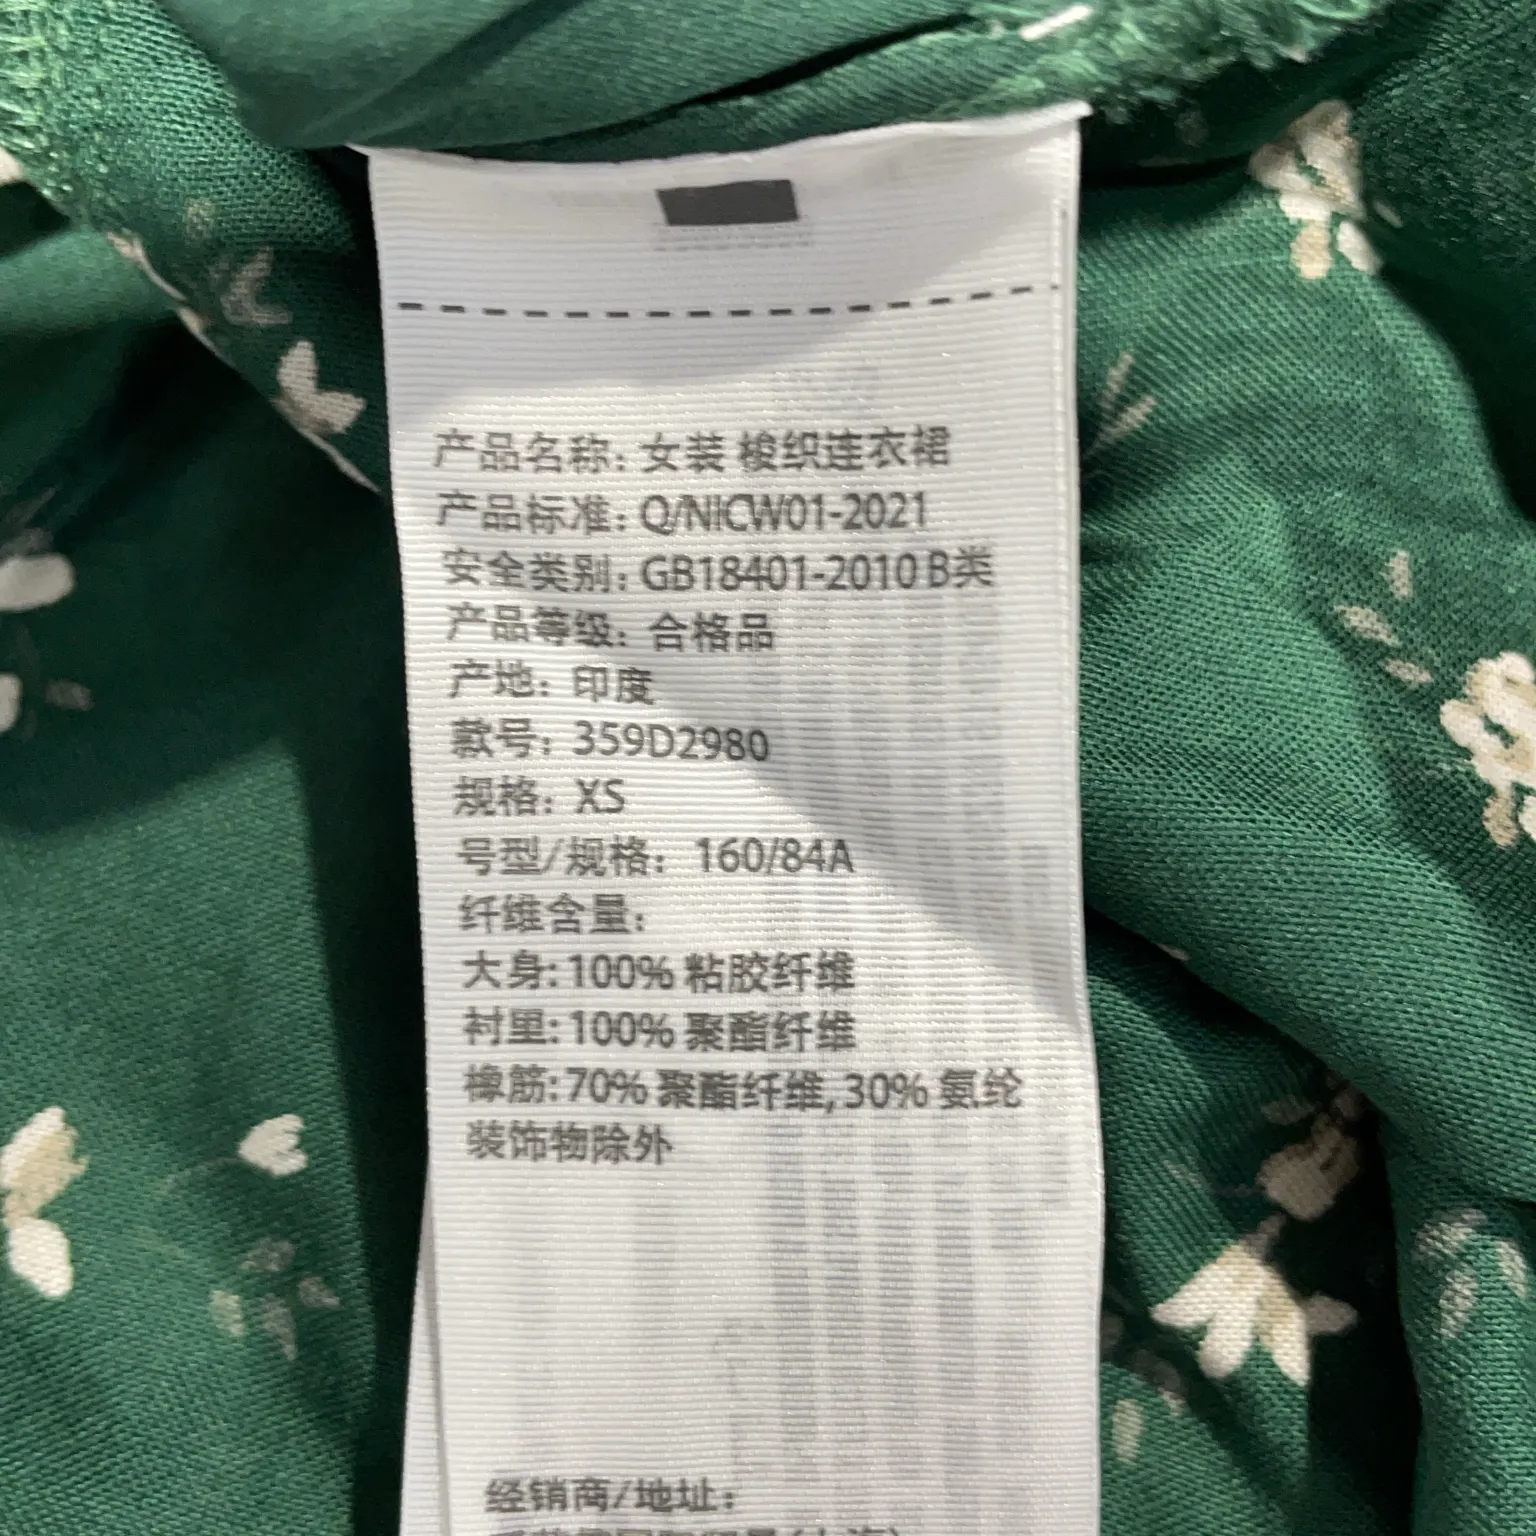 产品名称: 女装 梭织连衣裙
产品标准: Q/NICW01-2021
安全类别: GB18401-2010 B类
产品等级: 合格品
产地: 印度
款号: 359D2980
规格: XS
号型/规格: 160/84A
纤维含量:
大身: 100% 粘胶纤维
衬里: 100% 聚酯纤维
橡筋: 70% 聚酯纤维, 30% 氨纶
装饰物除外
经销商/地址: